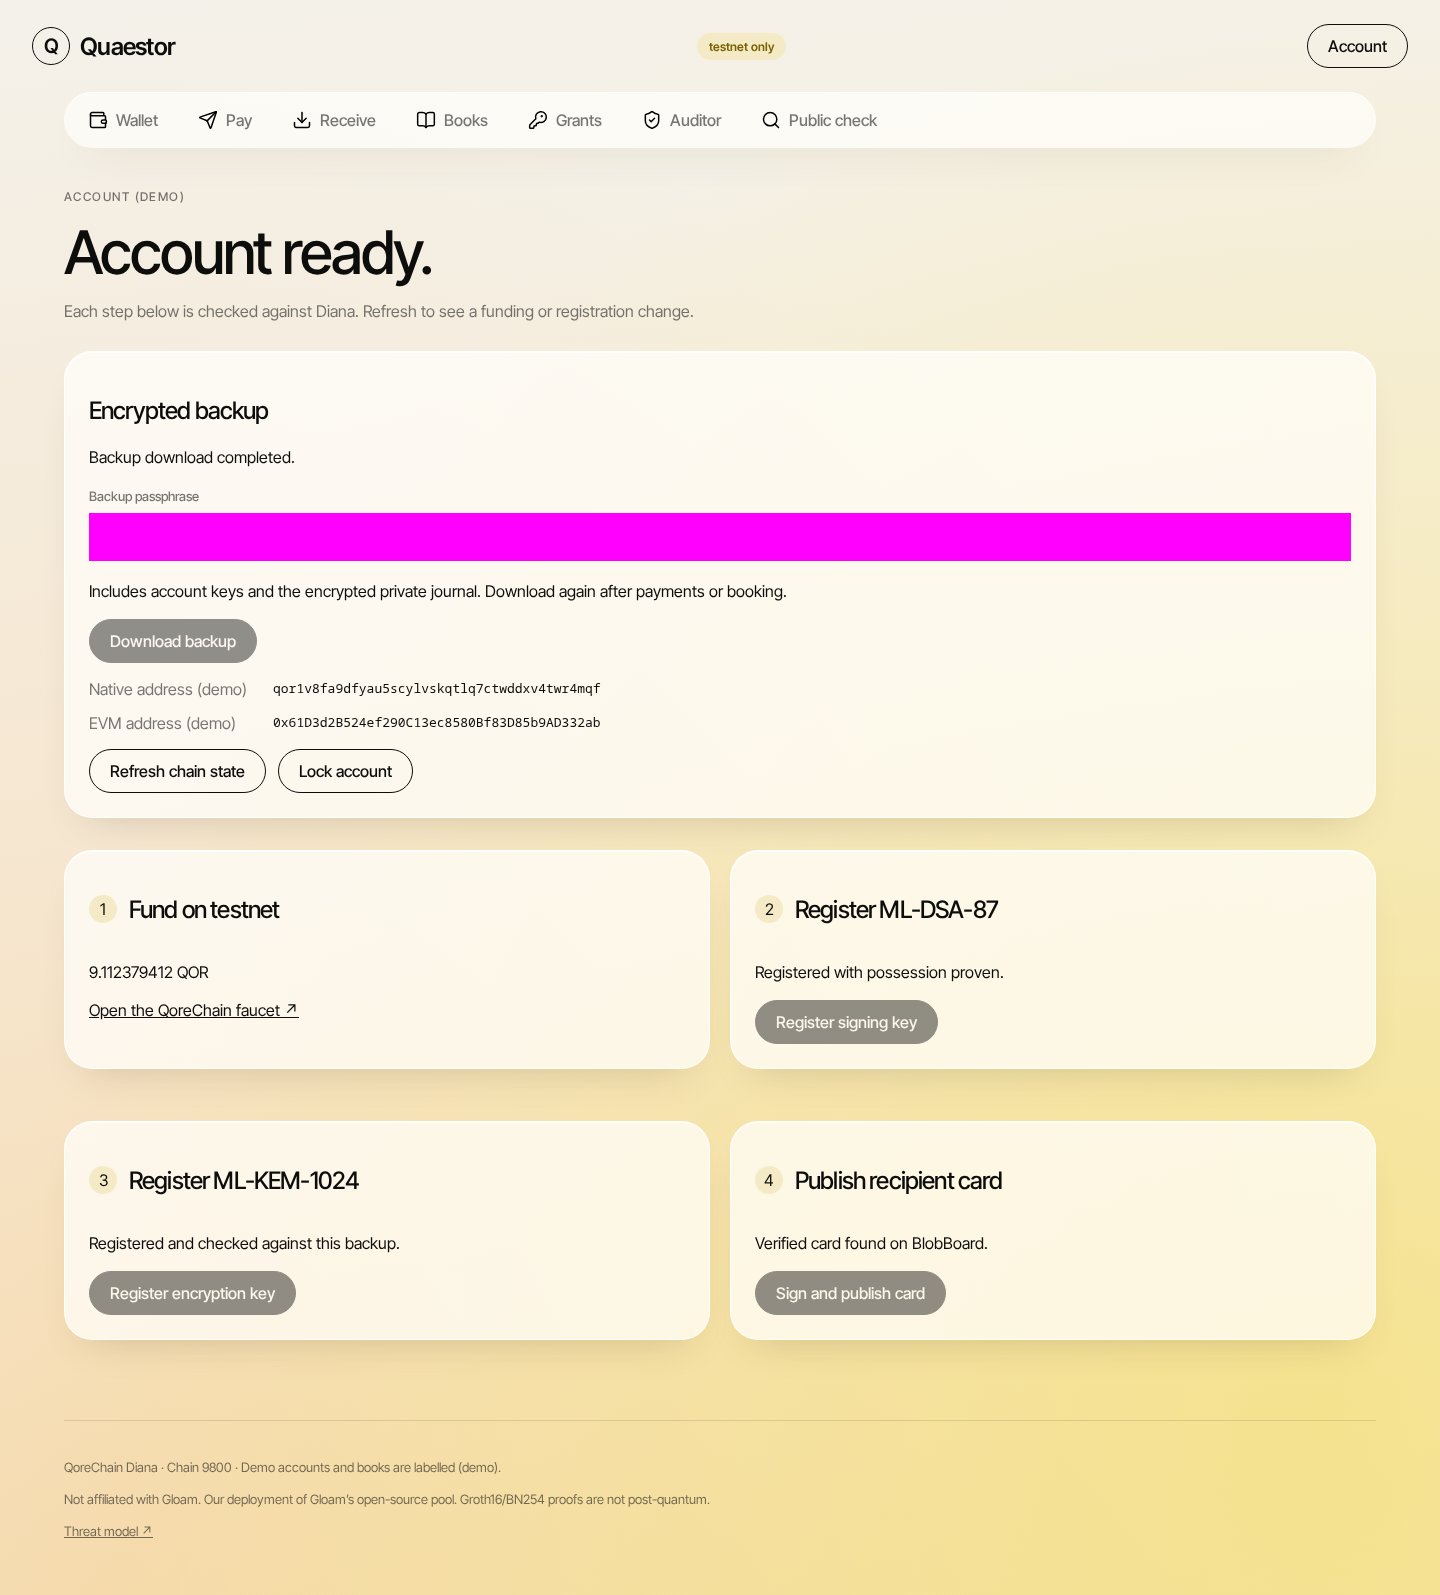 Q Quaestor
testnet only
Account
Wallet
Pay
Receive
Books
Grants
Auditor
Public check
ACCOUNT (DEMO)
Account ready.
Each step below is checked against Diana. Refresh to see a funding or registration change.
Encrypted backup
Backup download completed.
Backup passphrase
Includes account keys and the encrypted private journal. Download again after payments or booking.
Download backup
Native address (demo) qor1v8fa9dfyau5scylvskqtlq7ctwddxv4twr4mqf
EVM address (demo) 0x61D3d2B524ef290C13ec8580Bf83D85b9AD332ab
Refresh chain state
Lock account
1 Fund on testnet
9.112379412 QOR
Open the QoreChain faucet ↗
2 Register ML-DSA-87
Registered with possession proven.
Register signing key
3 Register ML-KEM-1024
Registered and checked against this backup.
Register encryption key
4 Publish recipient card
Verified card found on BlobBoard.
Sign and publish card
QoreChain Diana · Chain 9800 · Demo accounts and books are labelled (demo).
Not affiliated with Gloam. Our deployment of Gloam's open-source pool. Groth16/BN254 proofs are not post-quantum.
Threat model ↗